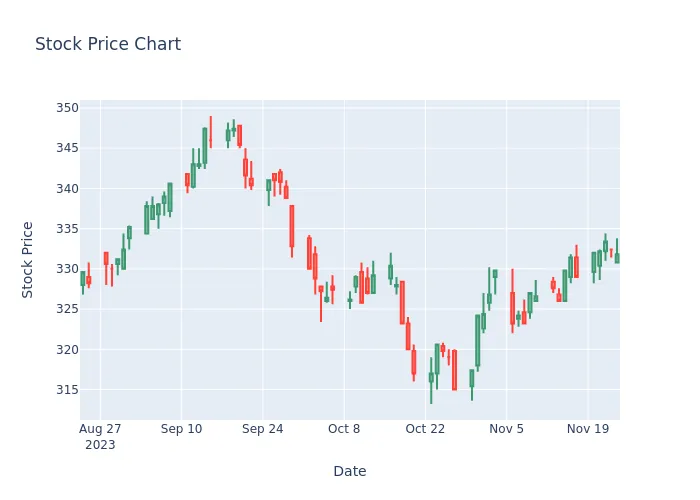 Stock Price Chart
350
345
340
335
330
325
320
315
Stock Price
Aug 27
2023
Sep 10
Sep 24
Oct 8
Oct 22
Nov 5
Nov 19
Date